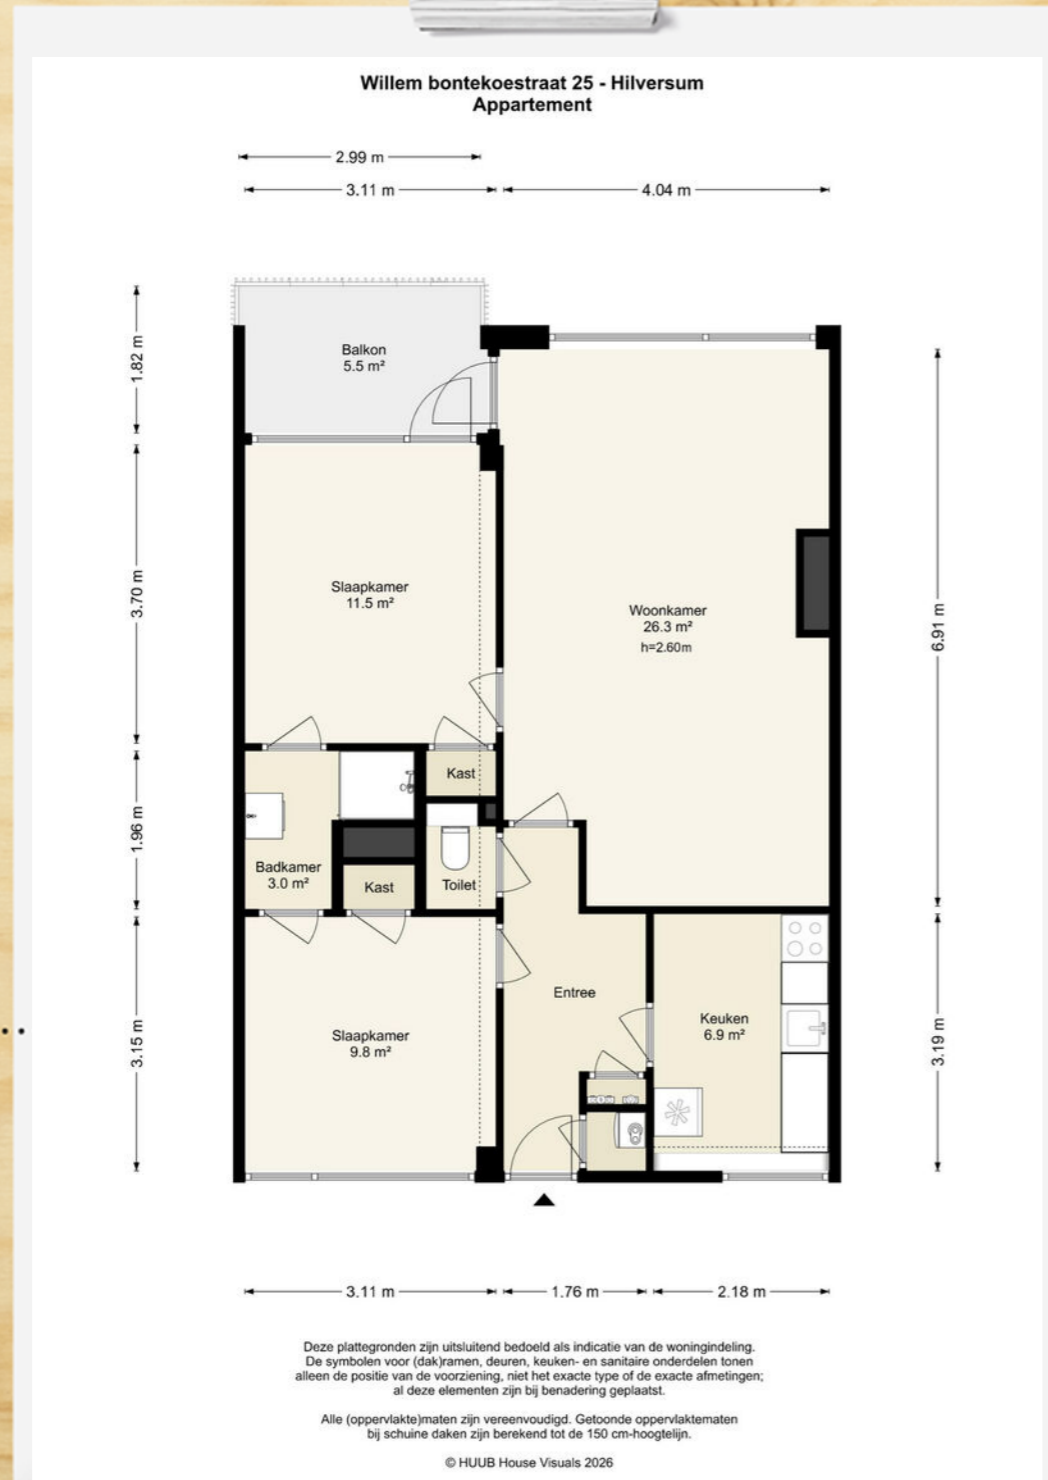 Willem bontekoestraat 25 - Hilversum
Appartement
2.99 m
3.11 m
4.04 m
1.82 m
Balkon
5.5 m²
3.70 m
Slaapkamer
11.5 m²
Woonkamer
26.3 m²
h=2.60m
6.91 m
Kast
1.96 m
Badkamer
3.0 m²
Kast
Toilet
Entree
Slaapkamer
9.8 m²
Keuken
6.9 m²
3.15 m
3.19 m
3.11 m
1.76 m
2.18 m
Deze plattegronden zijn uitsluitend bedoeld als indicatie van de woningindeling.
De symbolen voor (dak)ramen, deuren, keuken- en sanitaire onderdelen tonen
alleen de positie van de voorziening, niet het exacte type of de exacte afmetingen;
al deze elementen zijn bij benadering geplaatst.
Alle (oppervlakte)maten zijn vereenvoudigd. Getoonde oppervlaktematen
bij schuine daken zijn berekend tot de 150 cm-hoogtelijn.
© HUUB House Visuals 2026